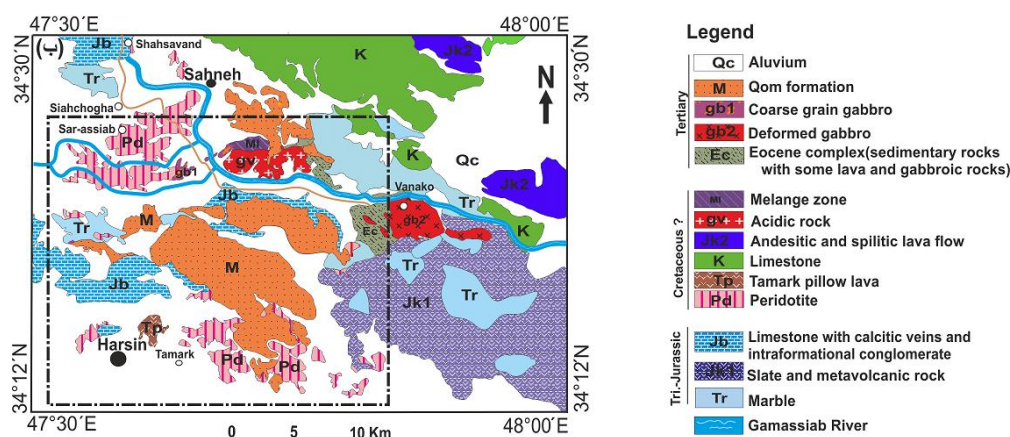 47°30´E
48°00´E
(ب)
34°30´N
34°30´N
Jb
Shahsavand
K
Jk2
Tr
Sahneh
N
Siahchogha
Sar-assiab
Pd
Ml
gv
gb1
K
Qc
Jk2
Tr
Vanako
Jb
M
Tr
gb2
Ec
K
M
Tr
Jb
Tr
Jk1
Tp
Harsin
Tamark
Pd
Pd
34°12´N
34°12´N
47°30´E
0 5 10 Km
48°00´E
Legend
Tertiary
Qc Aluvium
M Qom formation
gb1 Coarse grain gabbro
gb2 Deformed gabbro
Ec Eocene complex(sedimentary rocks
with some lava and gabbroic rocks)
Cretaceous ?
Ml Melange zone
gv Acidic rock
Jk2 Andesitic and spilitic lava flow
K Limestone
Tp Tamark pillow lava
Pd Peridotite
Tri.-Jurassic
Jb Limestone with calcitic veins and
intraformational conglomerate
Jk1 Slate and metavolcanic rock
Tr Marble
Gamassiab River